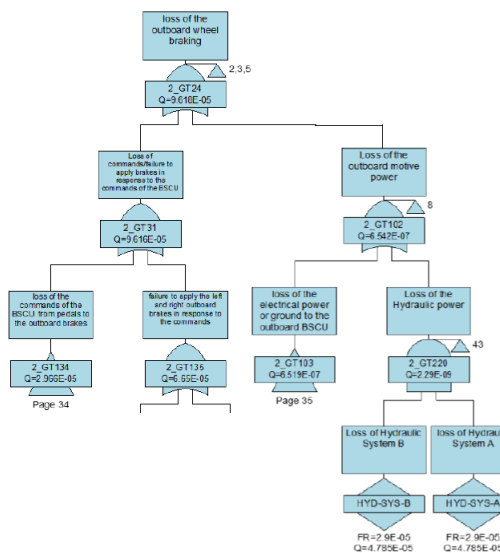 loss of the
outboard wheel
braking
2,3,5
2_GT24
Q=9.618E-05
Loss of
commands/failure to
apply brakes in
response to the
commands of the BSCU
2_GT31
Q=9.616E-05
Loss of the
outboard motive
power
8
2_GT102
Q=6.542E-07
loss of the
commands of the
BSCU from pedals to
the outboard brakes
2_GT134
Q=2.966E-05
Page 34
failure to apply the left
and right outboard
brakes in response to
the commands
2_GT135
Q=6.65E-05
loss of the
electrical power
or ground to the
outboard BSCU
2_GT103
Q=6.519E-07
Page 35
Loss of the
Hydraulic power
43
2_GT220
Q=2.29E-09
Loss of Hydraulic
System B
HYD-SYS-B
FR=2.9E-05
Q=4.785E-05
loss of Hydrau
System A
HYD-SYS-A
FR=2.9E-05
Q=4.785E-05